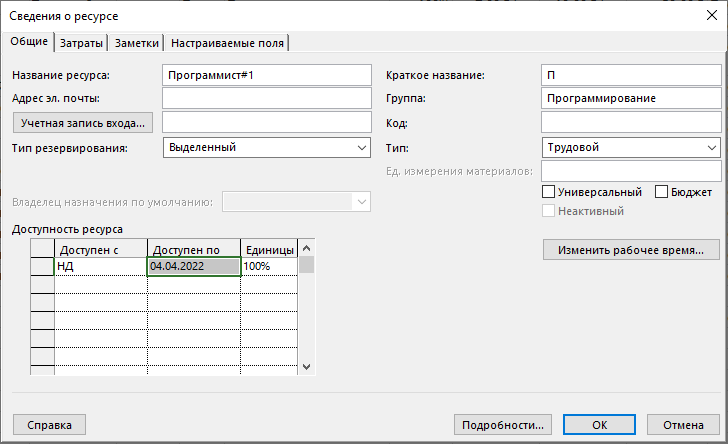 Сведения о ресурсе
Общие Затраты Заметки Настраиваемые поля
Название ресурса: Программист#1 Краткое название: П
Адрес эл. почты: Группа: Программирование
Учетная запись входа... Код:
Тип резервирования: Выделенный Тип: Трудовой
Ед. измерения материалов:
Владелец назначения по умолчанию: Универсальный Бюджет
Неактивный
Доступность ресурса
Доступен с Доступен по Единицы Изменить рабочее время...
НД 04.04.2022 100%
Справка Подробности... ОК Отмена